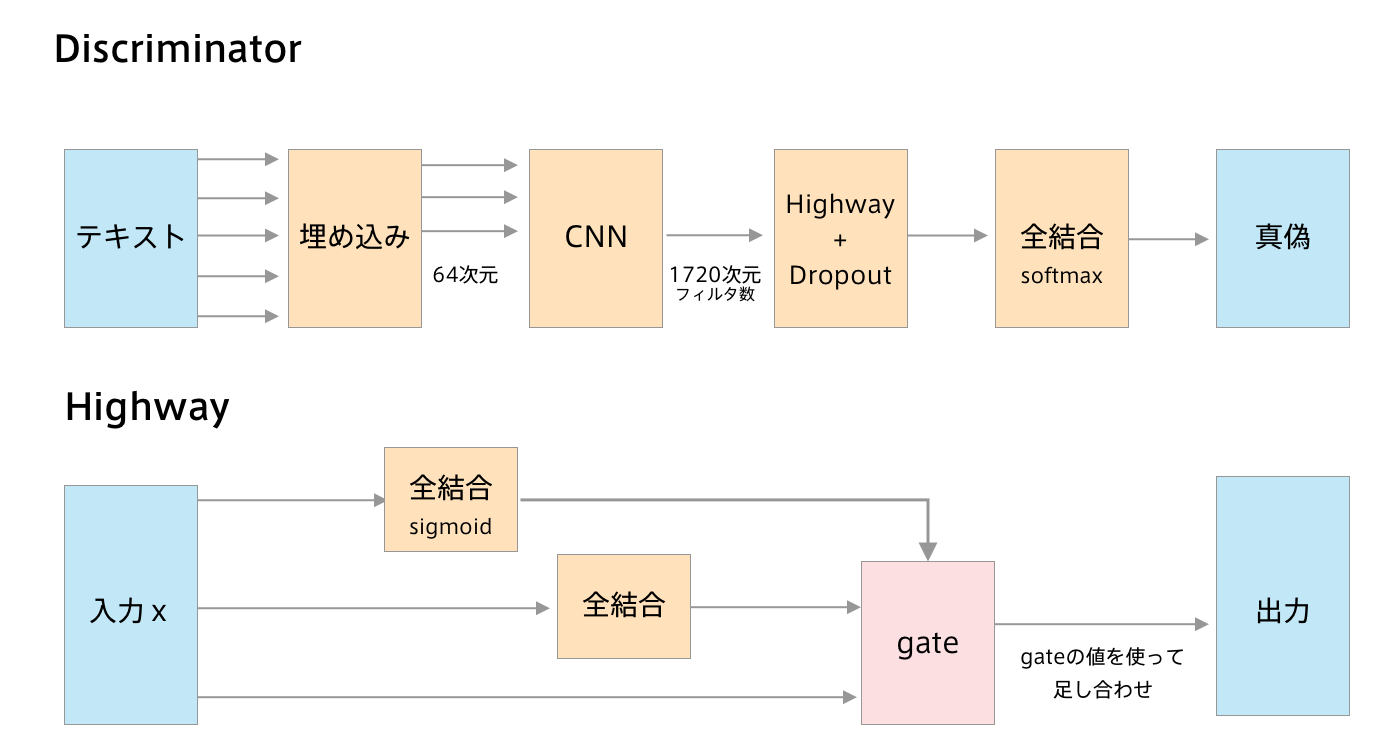 Discriminator
テキスト
埋め込み
64次元
CNN
1720次元
フィルタ数
Highway
+
Dropout
全結合
softmax
真偽
Highway
入力 x
全結合
sigmoid
全結合
gate
gateの値を使って
足し合わせ
出力